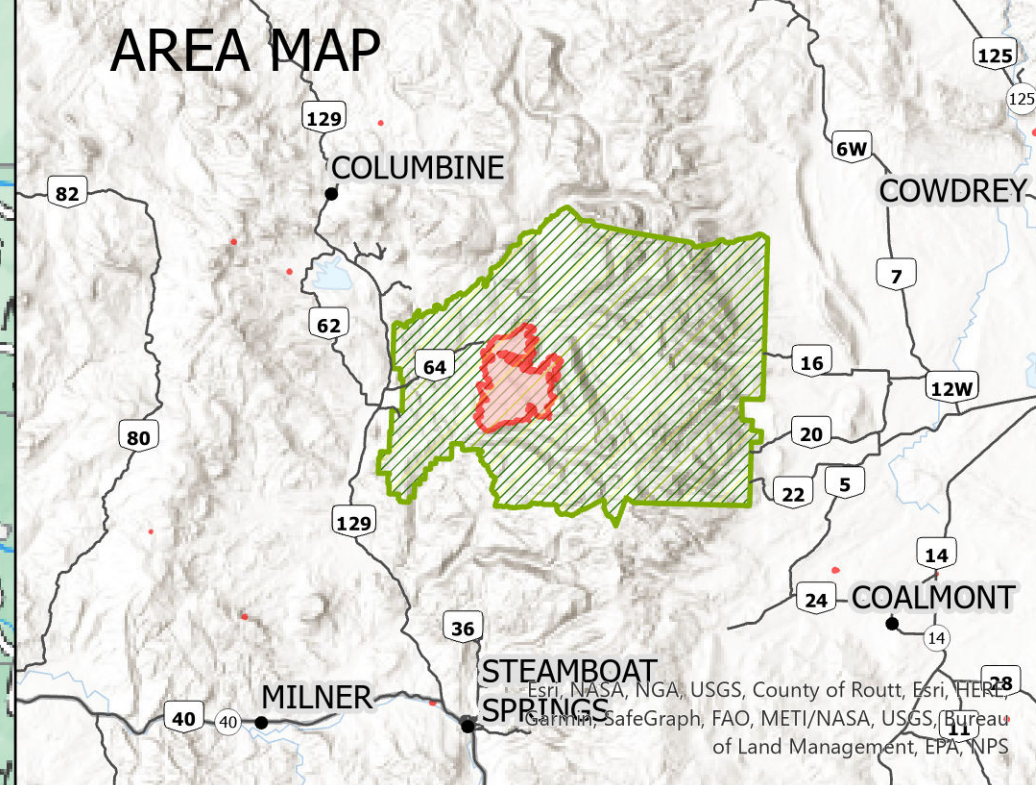 AREA MAP
125
129
125
6W
COLUMBINE
82
COWDREY
7
62
64
16
12W
80
20
22
5
129
14
24
COALMONT
36
14
STEAMBOAT
SPRINGS
28
MILNER
40
40
11
Esri, NASA, NGA, USGS, County of Routt, Esri, HERE,
Garmin, SafeGraph, FAO, METI/NASA, USGS, Bureau
of Land Management, EPA, NPS